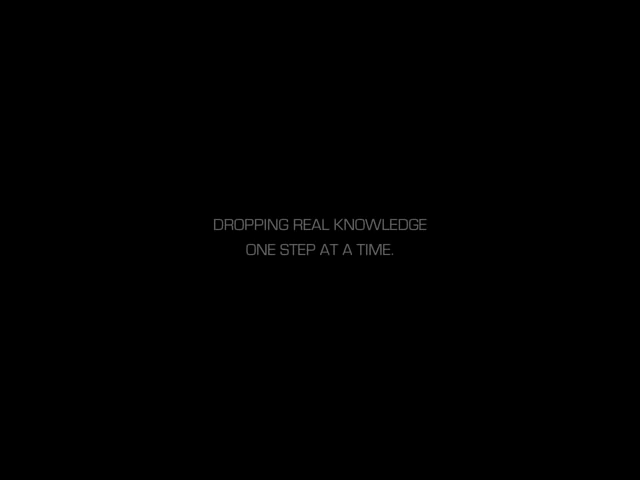 DROPPING REAL KNOWLEDGE
ONE STEP AT A TIME.